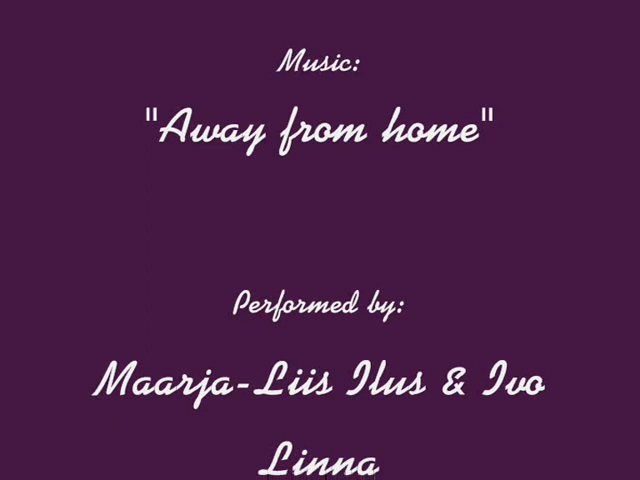 Music:
"Away from home"
Performed by:
Maarja-Liis Ilus & Ivo
Linna